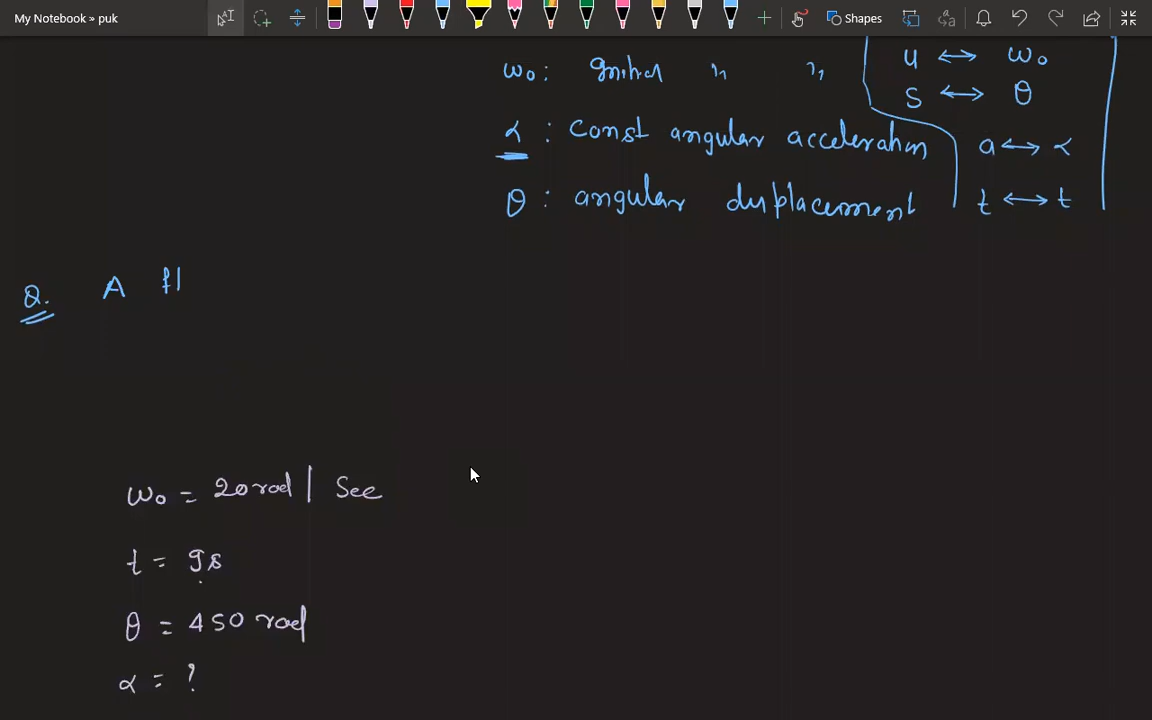 My Notebook » puk
Shapes
u ↔ ω₀
ω₀ : Initial " "
s ↔ θ
α : const angular acceleration
a ↔ α
θ : angular displacement
t ↔ t
Q. A fl
ω₀ = 20 rad | sec
t = 9s
θ = 450 rad
α = ?